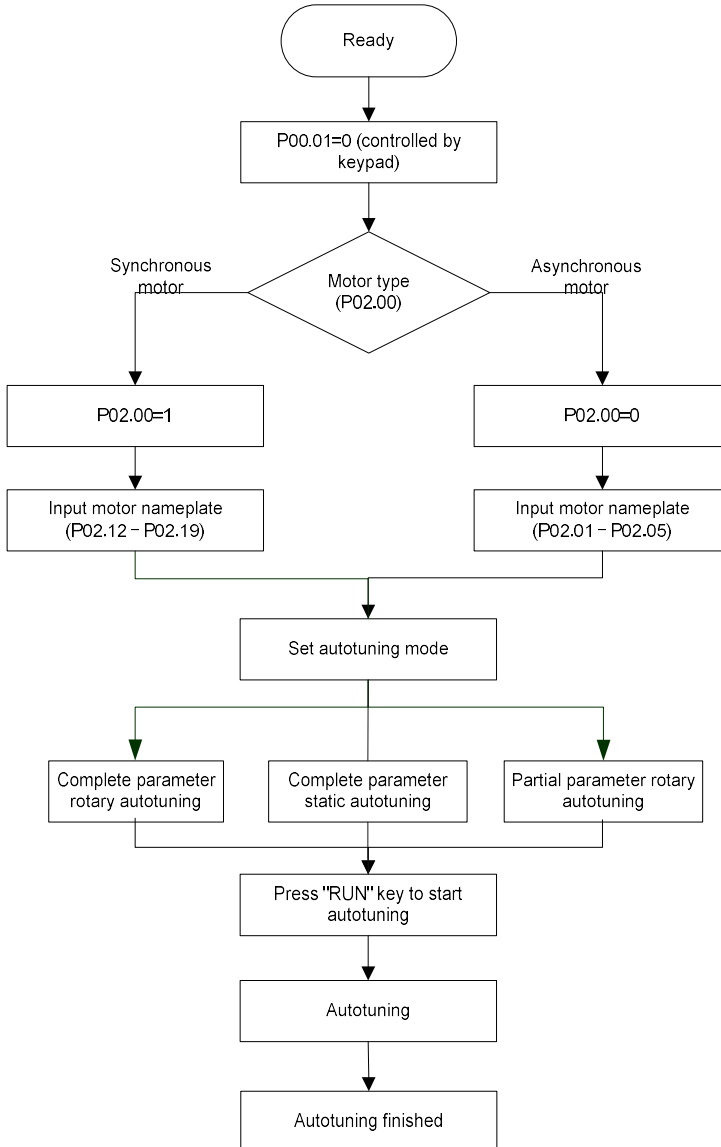 Ready
P00.01=0 (controlled by
keypad)
Synchronous
motor
Motor type
(P02.00)
Asynchronous
motor
P02.00=1
P02.00=0
Input motor nameplate
(P02.12－P02.19)
Input motor nameplate
(P02.01－P02.05)
Set autotuning mode
Complete parameter
rotary autotuning
Complete parameter
static autotuning
Partial parameter rotary
autotuning
Press "RUN" key to start
autotuning
Autotuning
Autotuning finished